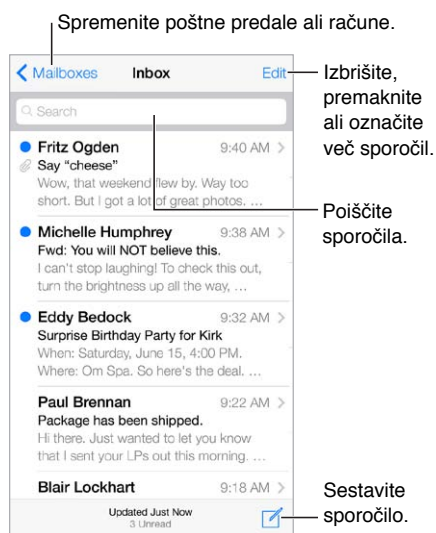 Spremenite poštne predale ali račune.
Mailboxes Inbox Edit
Izbrišite,
premaknite
ali označite
več sporočil.
Search
Fritz Ogden 9:40 AM
Say “cheese”
Wow, that weekend flew by. Way too
short. But I got a lot of great photos. …
Poiščite
sporočila.
Michelle Humphrey 9:38 AM
Fwd: You will NOT believe this.
I can't stop laughing! To check this out,
turn the brightness up all the way, …
Eddy Bedock 9:32 AM
Surprise Birthday Party for Kirk
When: Saturday, June 15, 4:00 PM.
Where: Om Spa. So here's the deal. …
Paul Brennan 9:22 AM
Package has been shipped.
Hi there. Just wanted to let you know
that I sent your LPs out this morning. …
Blair Lockhart 9:18 AM
Updated Just Now
3 Unread
Sestavite
sporočilo.